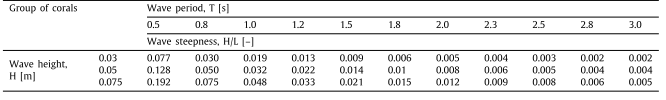 Group of corals Wave period, T [s]
0.5 0.8 1.0 1.2 1.5 1.8 2.0 2.3 2.5 2.8 3.0
Wave steepness, H/L [–]
Wave height, H [m] 0.03 0.077 0.030 0.019 0.013 0.009 0.006 0.005 0.004 0.003 0.002 0.002
0.05 0.128 0.050 0.032 0.022 0.014 0.01 0.008 0.006 0.005 0.004 0.004
0.075 0.192 0.075 0.048 0.033 0.021 0.015 0.012 0.009 0.008 0.006 0.005